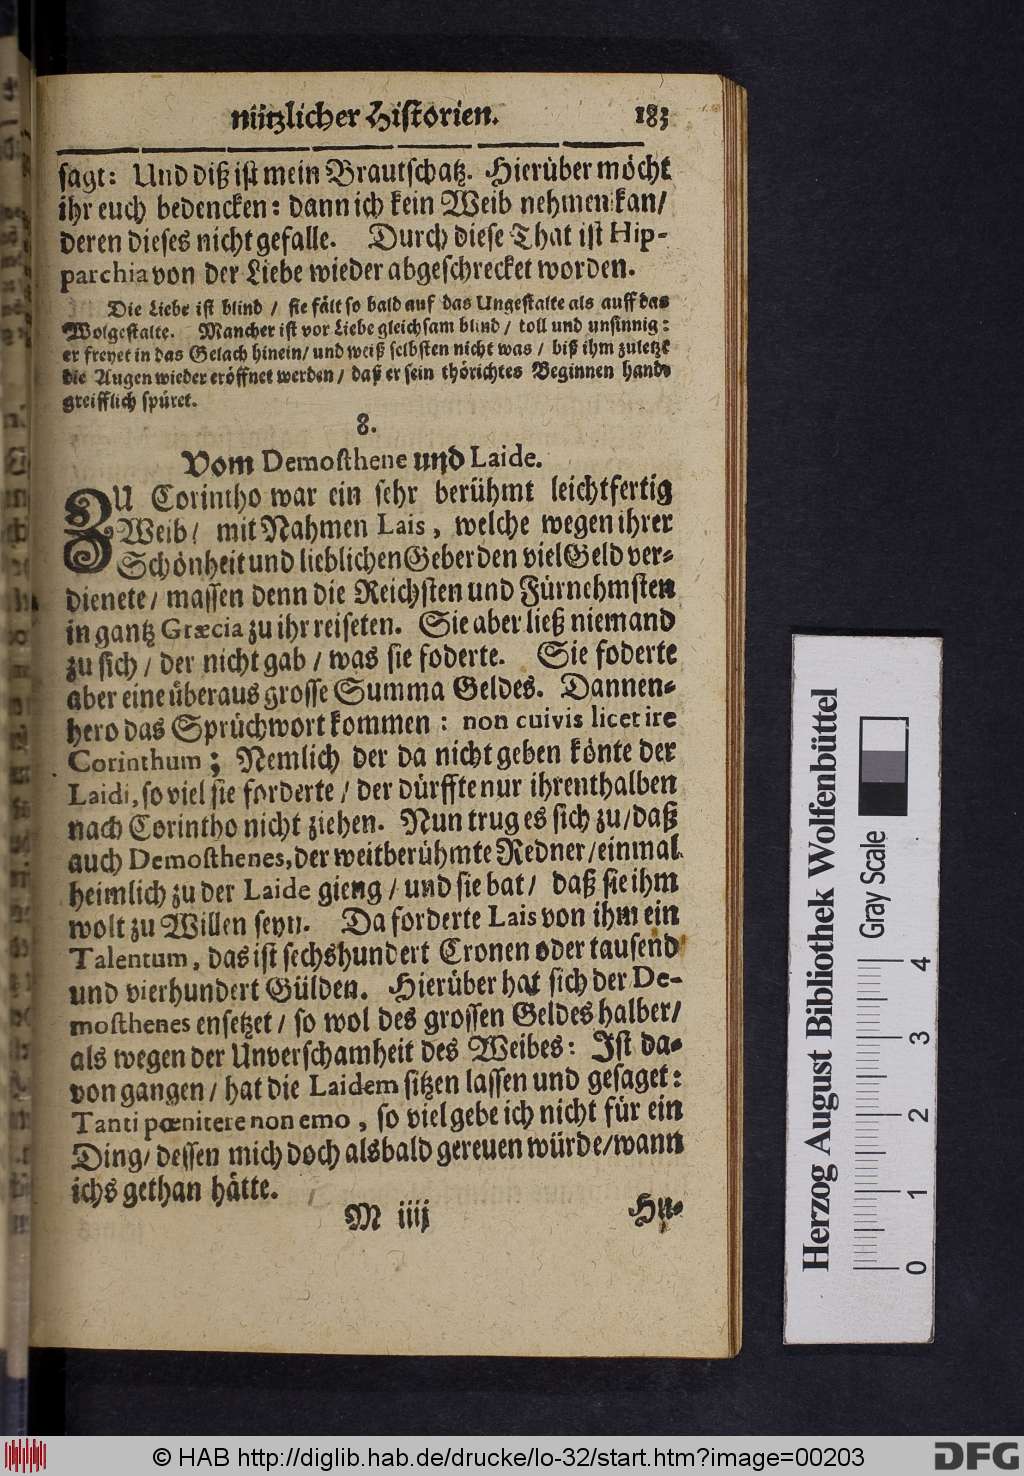 nützlicher Historien. 183
sagt: Und diß ist mein Brautschatz. Hierüber möcht
ihr euch bedencken: dann ich kein Weib nehmen kan/
deren dieses nicht gefalle. Durch diese That ist Hip-
parchia von der Liebe wieder abgeschrecket worden.
Die Liebe ist blind / sie fält so bald auf das Ungestalte als auff das
Wolgestalte. Mancher ist vor Liebe gleichsam blind / toll und unsinnig:
er freyet in das Gelach hinein / und weiß selbsten nicht was / biß ihm zuletzt
die Augen wieder eröffnet werden / daß er sein thörichtes Beginnen hand-
greifflich spüret.
8.
Vom Demosthene und Laide.
ZU Corintho war ein sehr berühmt leichtfertig
Weib / mit Nahmen Lais, welche wegen ihrer
Schönheit und lieblichen Geberden viel Geld ver-
dienete / massen denn die Reichsten und Fürnehmsten
in gantz Græcia zu ihr reiseten. Sie aber ließ niemand
zu sich / der nicht gab / was sie foderte. Sie foderte
aber eine überaus grosse Summa Geldes. Dannen-
hero das Sprüchwort kommen: non cuivis licet ire
Corinthum; Nemlich der da nicht geben könte der
Laidi, so viel sie forderte / der dürffte nur ihrenthalben
nach Corintho nicht ziehen. Nun trug es sich zu / daß
auch Demosthenes, der weitberühmte Redner / einmal
heimlich zu der Laide gieng / und sie bat / daß sie ihm
wolt zu Willen seyn. Da forderte Lais von ihm ein
Talentum, das ist sechshundert Cronen oder tausend
und vierhundert Gülden. Hierüber hat sich der De-
mosthenes ensetzet / so wol des grossen Geldes halber /
als wegen der Unverschamheit des Weibes: Ist da-
von gangen / hat die Laidem sitzen lassen und gesaget:
Tanti pœnitere non emo, so viel gebe ich nicht für ein
Ding / dessen mich doch alsbald gereuen würde / wann
ichs gethan hätte.
M iiij Hy-
Herzog August Bibliothek Wolfenbüttel
Gray Scale
0 1 2 3 4
© HAB http://diglib.hab.de/drucke/lo-32/start.htm?image=00203
DFG